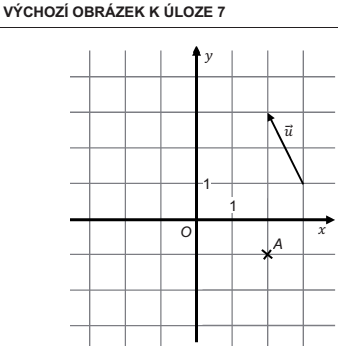 VÝCHOZÍ OBRÁZEK K ÚLOZE 7
y
u⃗
1
1
O
x
A